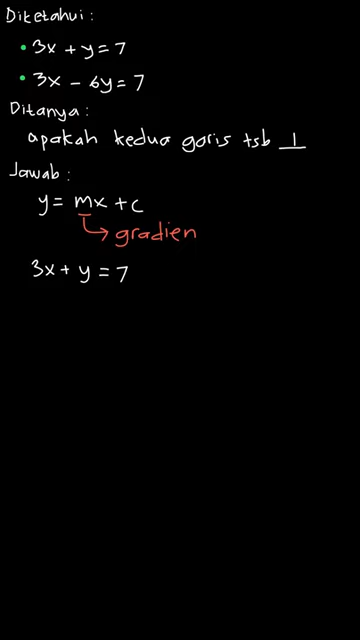 Diketahui :
• 3x + y = 7
• 3x - 6y = 7
Ditanya :
apakah kedua garis tsb ⊥
Jawab :
y = mx + c
↳ gradien
3x + y = 7